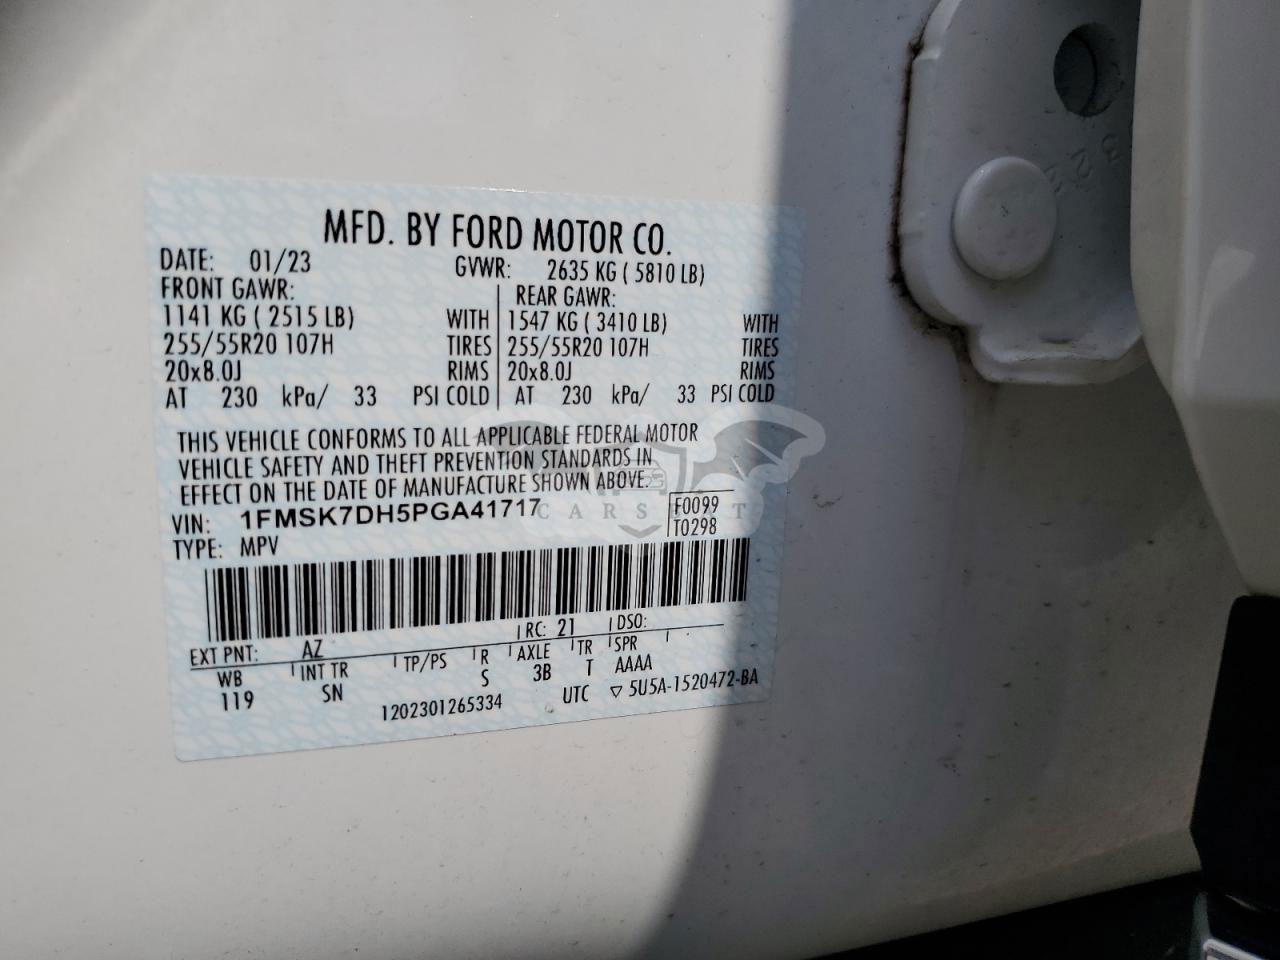 MFD. BY FORD MOTOR CO.
DATE: 01/23 GVWR: 2635 KG ( 5810 LB)
FRONT GAWR: REAR GAWR:
1141 KG ( 2515 LB) WITH 1547 KG ( 3410 LB) WITH
255/55R20 107H TIRES 255/55R20 107H TIRES
20x8.0J RIMS 20x8.0J RIMS
AT 230 kPa/ 33 PSI COLD AT 230 kPa/ 33 PSI COLD
THIS VEHICLE CONFORMS TO ALL APPLICABLE FEDERAL MOTOR
VEHICLE SAFETY AND THEFT PREVENTION STANDARDS IN
EFFECT ON THE DATE OF MANUFACTURE SHOWN ABOVE.
VIN: 1FMSK7DH5PGA41717 F0099
TYPE: MPV T0298
EXT PNT: AZ RC: 21 DSO:
WB INT TR TP/PS R AXLE TR SPR
119 SN S 3B T AAAA
1202301265334 UTC ▽ 5U5A-1520472-BA
3 2